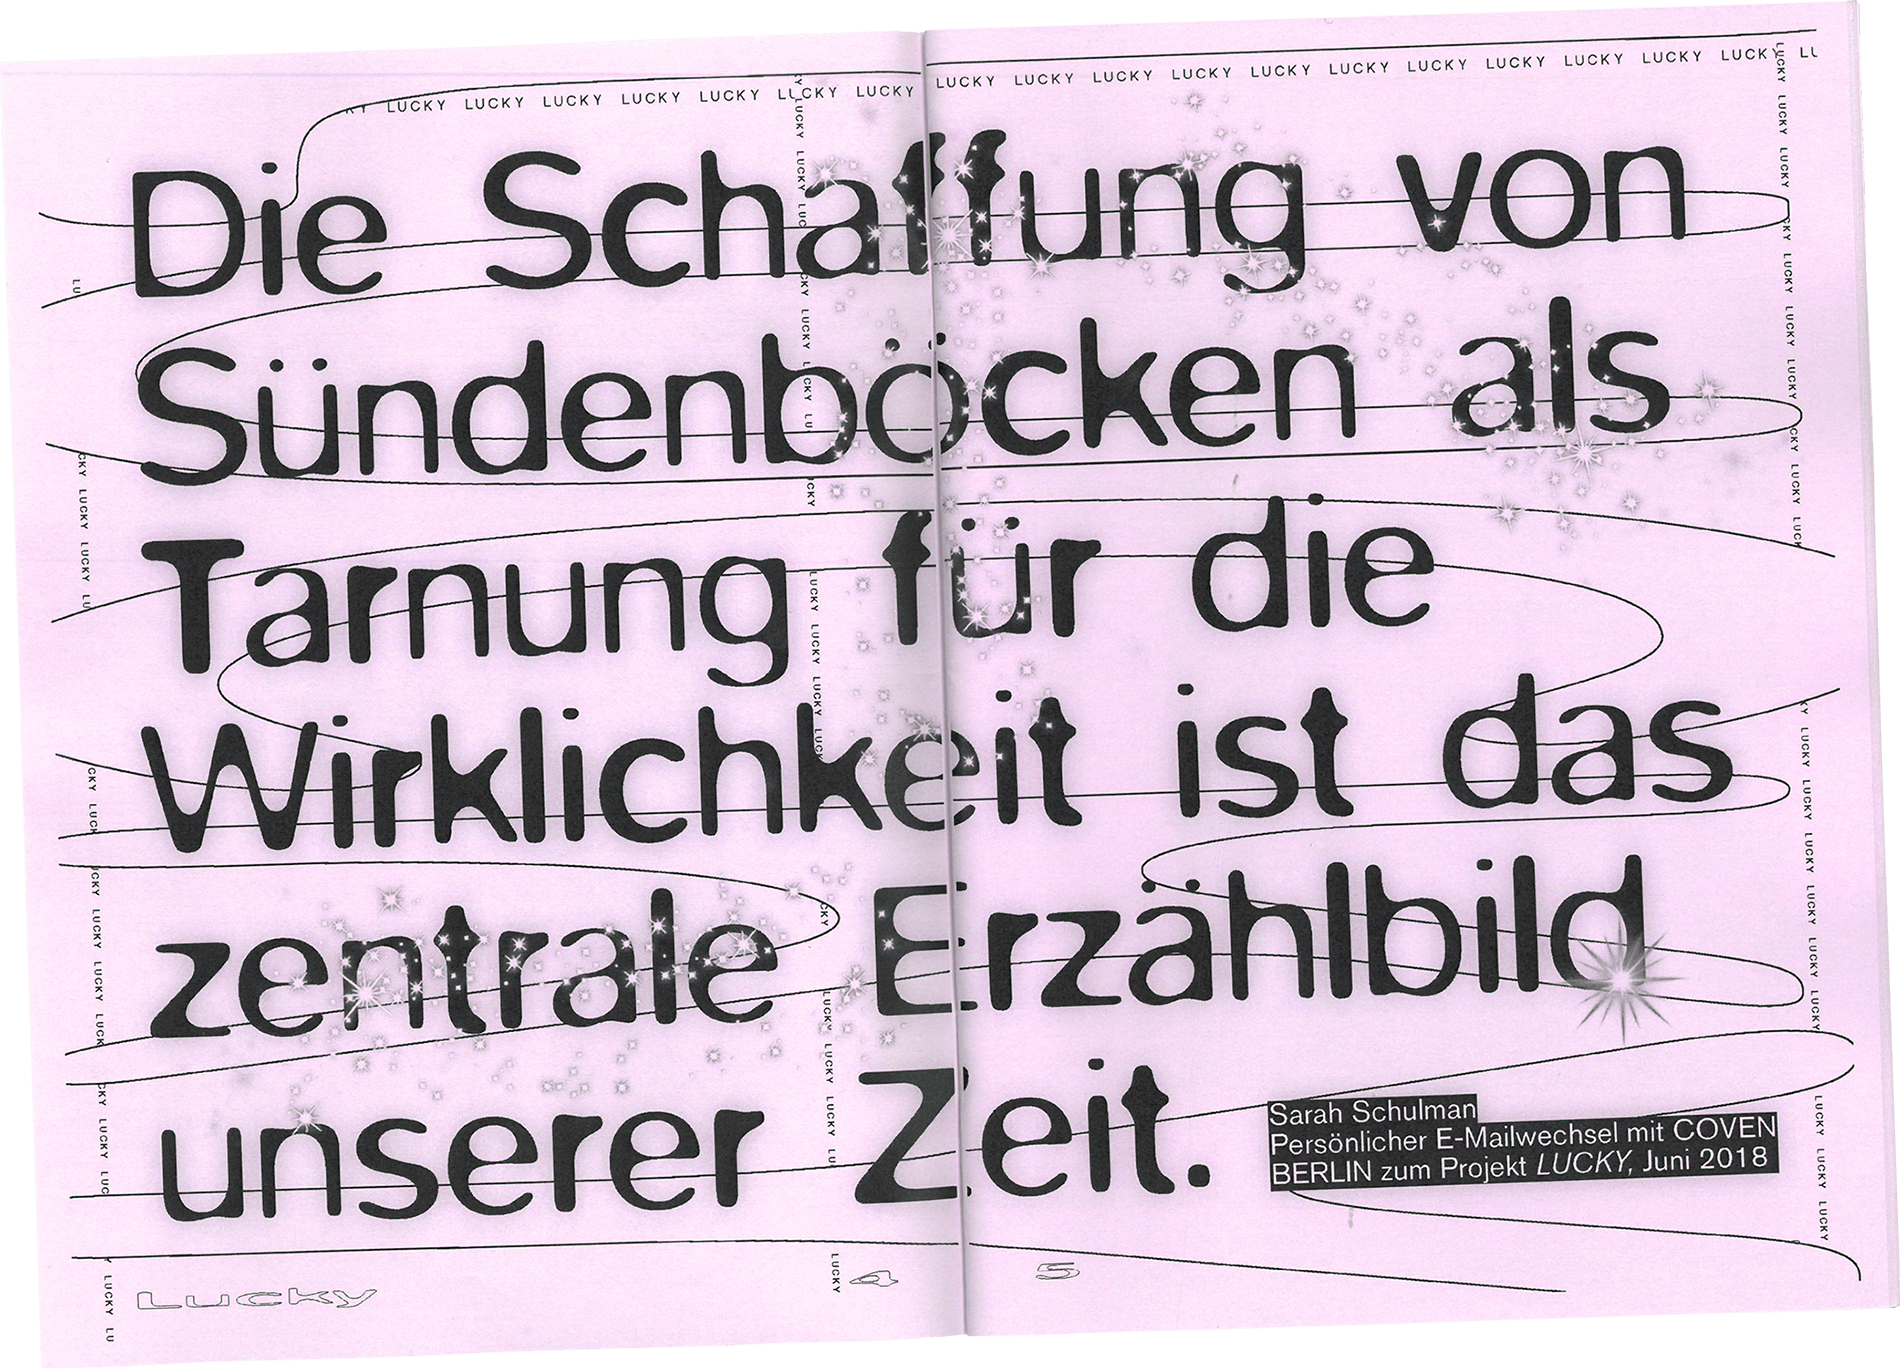 LUCKY LUCKY LUCKY LUCKY LUCKY LUCKY LUCKY LUCKY LUCKY LUCKY LUCKY LUCKY LUCKY LUCKY LUCKY LUCKY LUCKY LUCKY
Die Schaffung von
Sündenböcken als
Tarnung für die
Wirklichkeit ist das
zentrale Erzählbild
unserer Zeit.
Sarah Schulman
Persönlicher E-Mailwechsel mit COVEN
BERLIN zum Projekt LUCKY, Juni 2018
Lucky
4
5